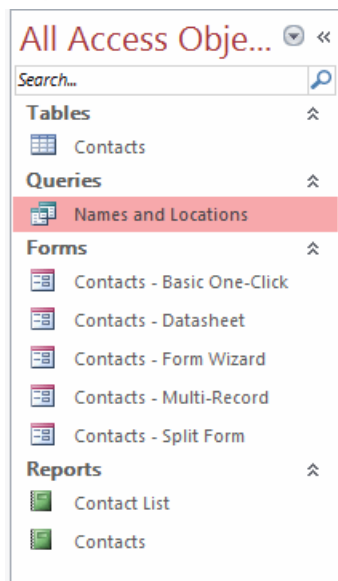 All Access Obje...
Search...
Tables
Contacts
Queries
Names and Locations
Forms
Contacts - Basic One-Click
Contacts - Datasheet
Contacts - Form Wizard
Contacts - Multi-Record
Contacts - Split Form
Reports
Contact List
Contacts